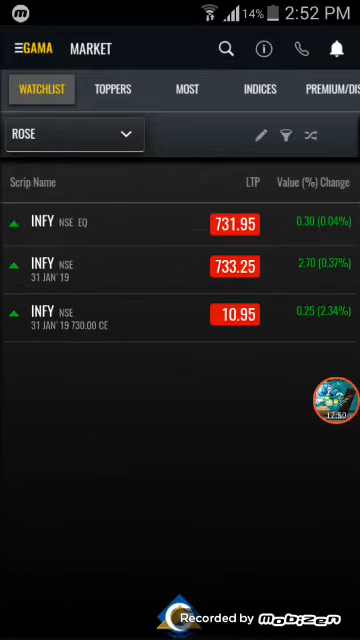 14% 2:52 PM
GAMA MARKET
WATCHLIST TOPPERS MOST INDICES PREMIUM/DIS
ROSE
Scrip Name LTP Value (%) Change
INFY NSE EQ 731.95 0.30 (0.04%)
INFY NSE 733.25 2.70 (0.37%)
31 JAN' 19
INFY NSE 10.95 0.25 (2.34%)
31 JAN' 19 730.00 CE
17:50
Recorded by mobizen